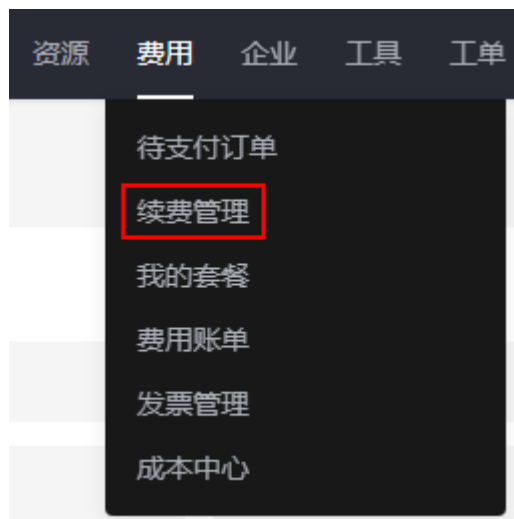 资源 费用 企业 工具 工单
待支付订单
续费管理
我的套餐
费用账单
发票管理
成本中心